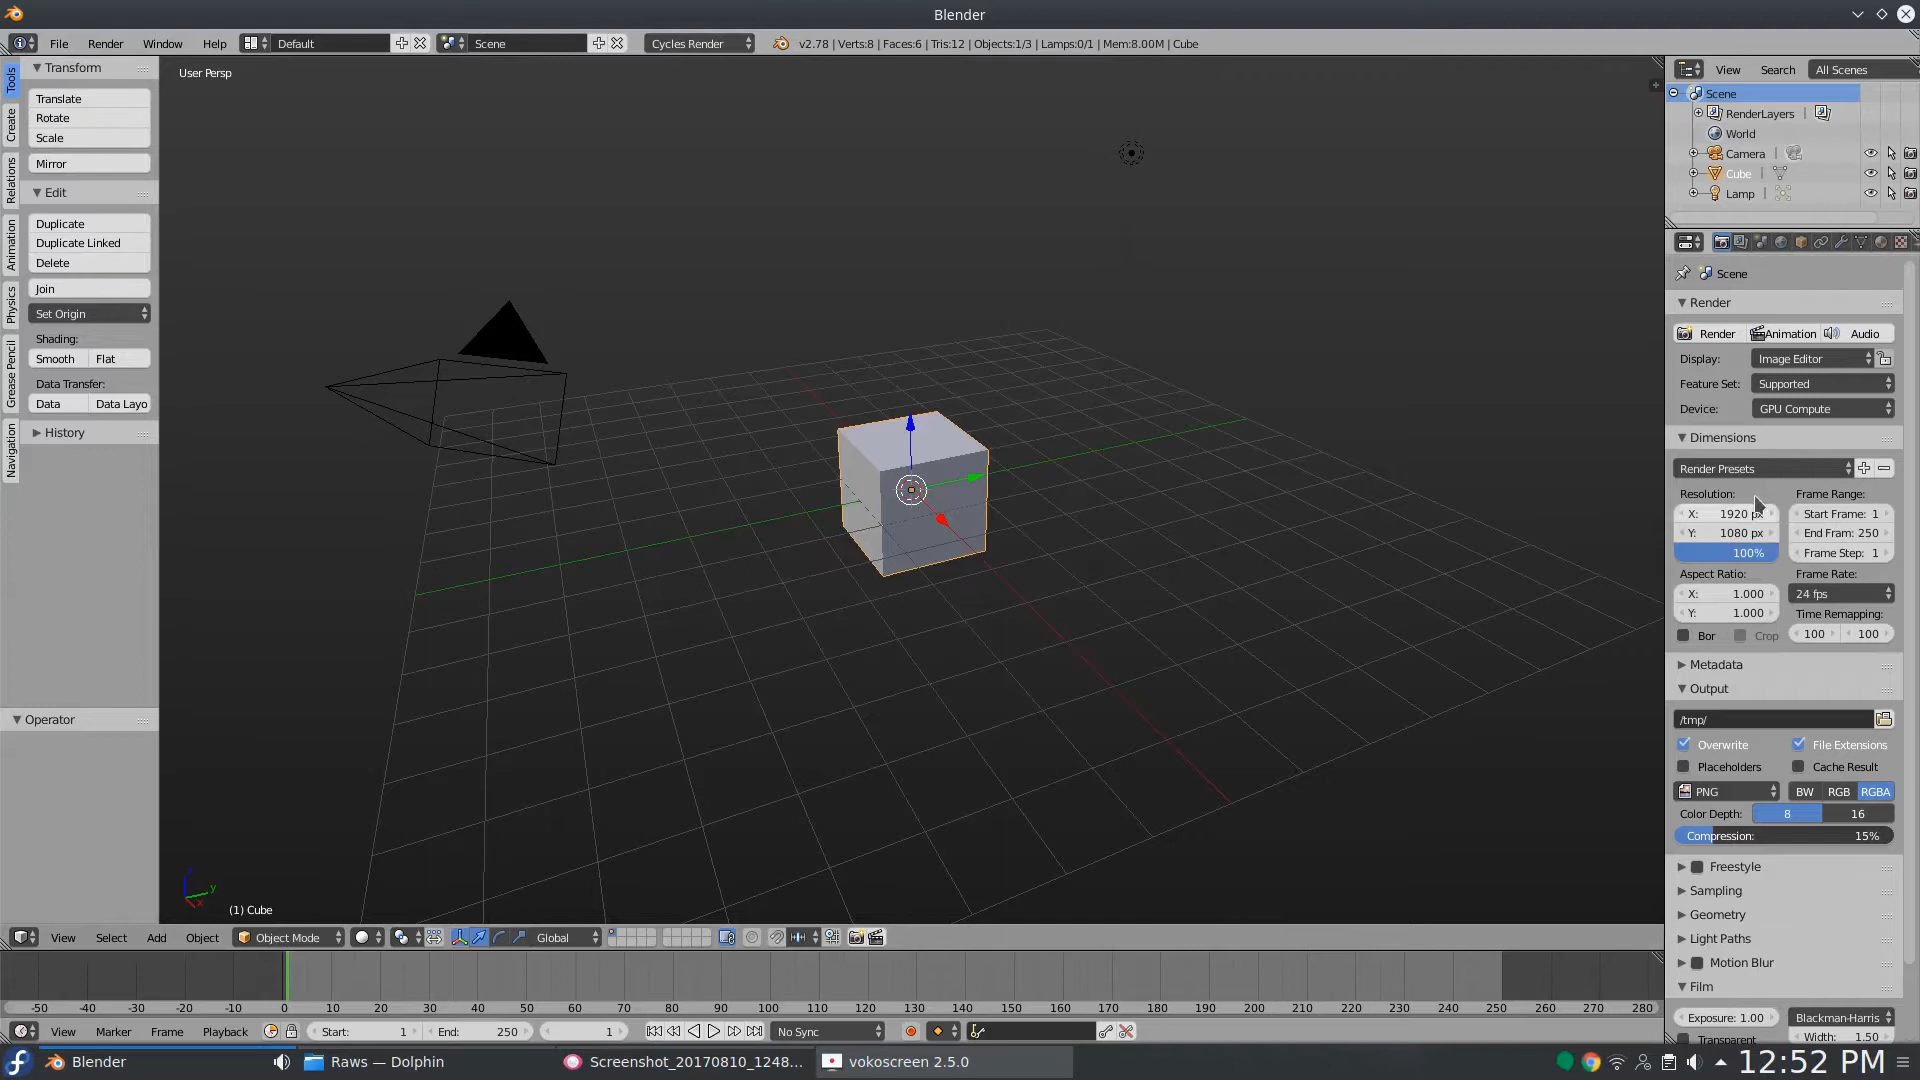 Blender
File Render Window Help Default Scene Cycles Render v2.78 | Verts:8 | Faces:6 | Tris:12 | Objects:1/3 | Lamps:0/1 | Mem:8.00M | Cube
Tools
Create
Relations
Animation
Physics
Grease Pencil
Navigation
Transform
Translate
Rotate
Scale
Mirror
Edit
Duplicate
Duplicate Linked
Delete
Join
Set Origin
Shading:
Smooth Flat
Data Transfer:
Data Data Layo
History
Operator
User Persp
(1) Cube
z
y
x
View Search All Scenes
Scene
RenderLayers |
World
Camera |
Cube |
Lamp |
Scene
Render
Render Animation Audio
Display: Image Editor
Feature Set: Supported
Device: GPU Compute
Dimensions
Render Presets
Resolution: Frame Range:
X: 1920 px Start Frame: 1
Y: 1080 px End Fram: 250
100% Frame Step: 1
Aspect Ratio: Frame Rate:
X: 1.000 24 fps
Y: 1.000 Time Remapping:
Bor Crop 100 100
Metadata
Output
/tmp/
Overwrite File Extensions
Placeholders Cache Result
PNG BW RGB RGBA
Color Depth: 8 16
Compression: 15%
Freestyle
Sampling
Geometry
Light Paths
Motion Blur
Film
Exposure: 1.00 Blackman-Harris
Transparent Width: 1.50
View Select Add Object Object Mode Global
-50 -40 -30 -20 -10 0 10 20 30 40 50 60 70 80 90 100 110 120 130 140 150 160 170 180 190 200 210 220 230 240 250 260 270 280
View Marker Frame Playback Start: 1 End: 250 1 No Sync
Blender Raws — Dolphin Screenshot_20170810_1248... vokoscreen 2.5.0 12:52 PM